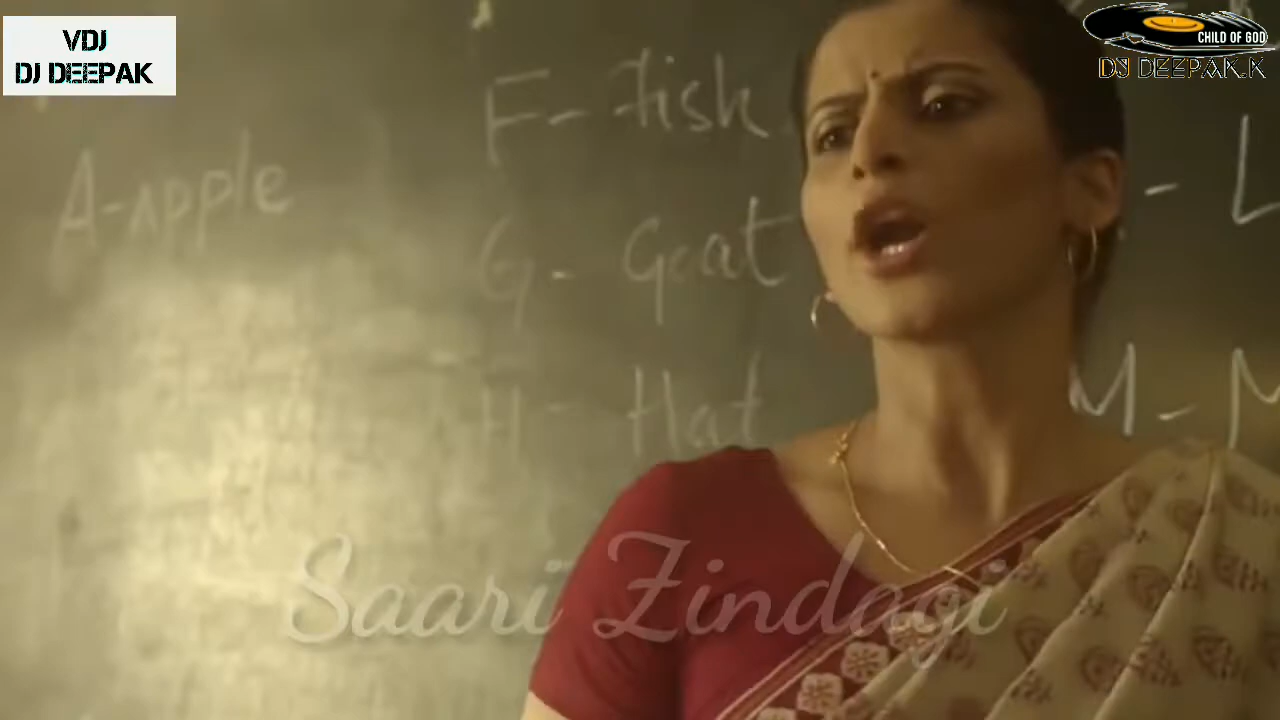 VDJ
DJ DEEPAK
CHILD OF GOD
DJ DEEPAK.K
A-Apple
F- Fish
G- Goat
H- Hat
- L
M- M
Saari Zindagi